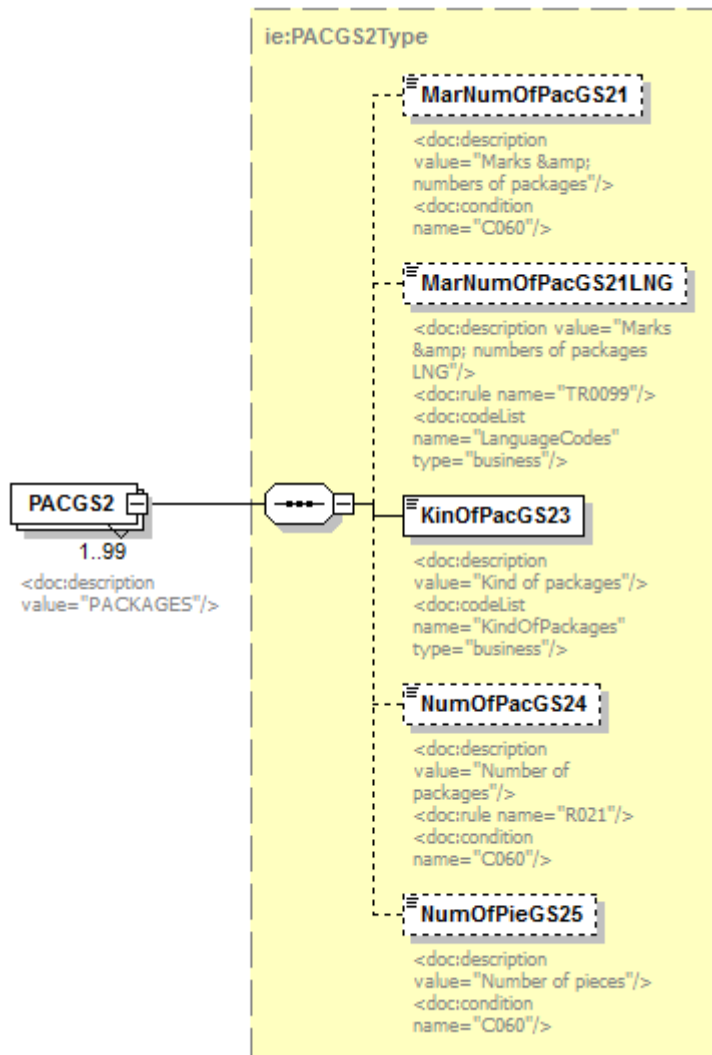 ie:PACGS2Type
MarNumOfPacGS21
<doc:description
value="Marks &amp;
numbers of packages"/>
<doc:condition
name="C060"/>
MarNumOfPacGS21LNG
<doc:description value="Marks
&amp; numbers of packages
LNG"/>
<doc:rule name="TR0099"/>
<doc:codeList
name="LanguageCodes"
type="business"/>
PACGS2
1..99
<doc:description
value="PACKAGES"/>
KinOfPacGS23
<doc:description
value="Kind of packages"/>
<doc:codeList
name="KindOfPackages"
type="business"/>
NumOfPacGS24
<doc:description
value="Number of
packages"/>
<doc:rule name="R021"/>
<doc:condition
name="C060"/>
NumOfPieGS25
<doc:description
value="Number of pieces"/>
<doc:condition
name="C060"/>